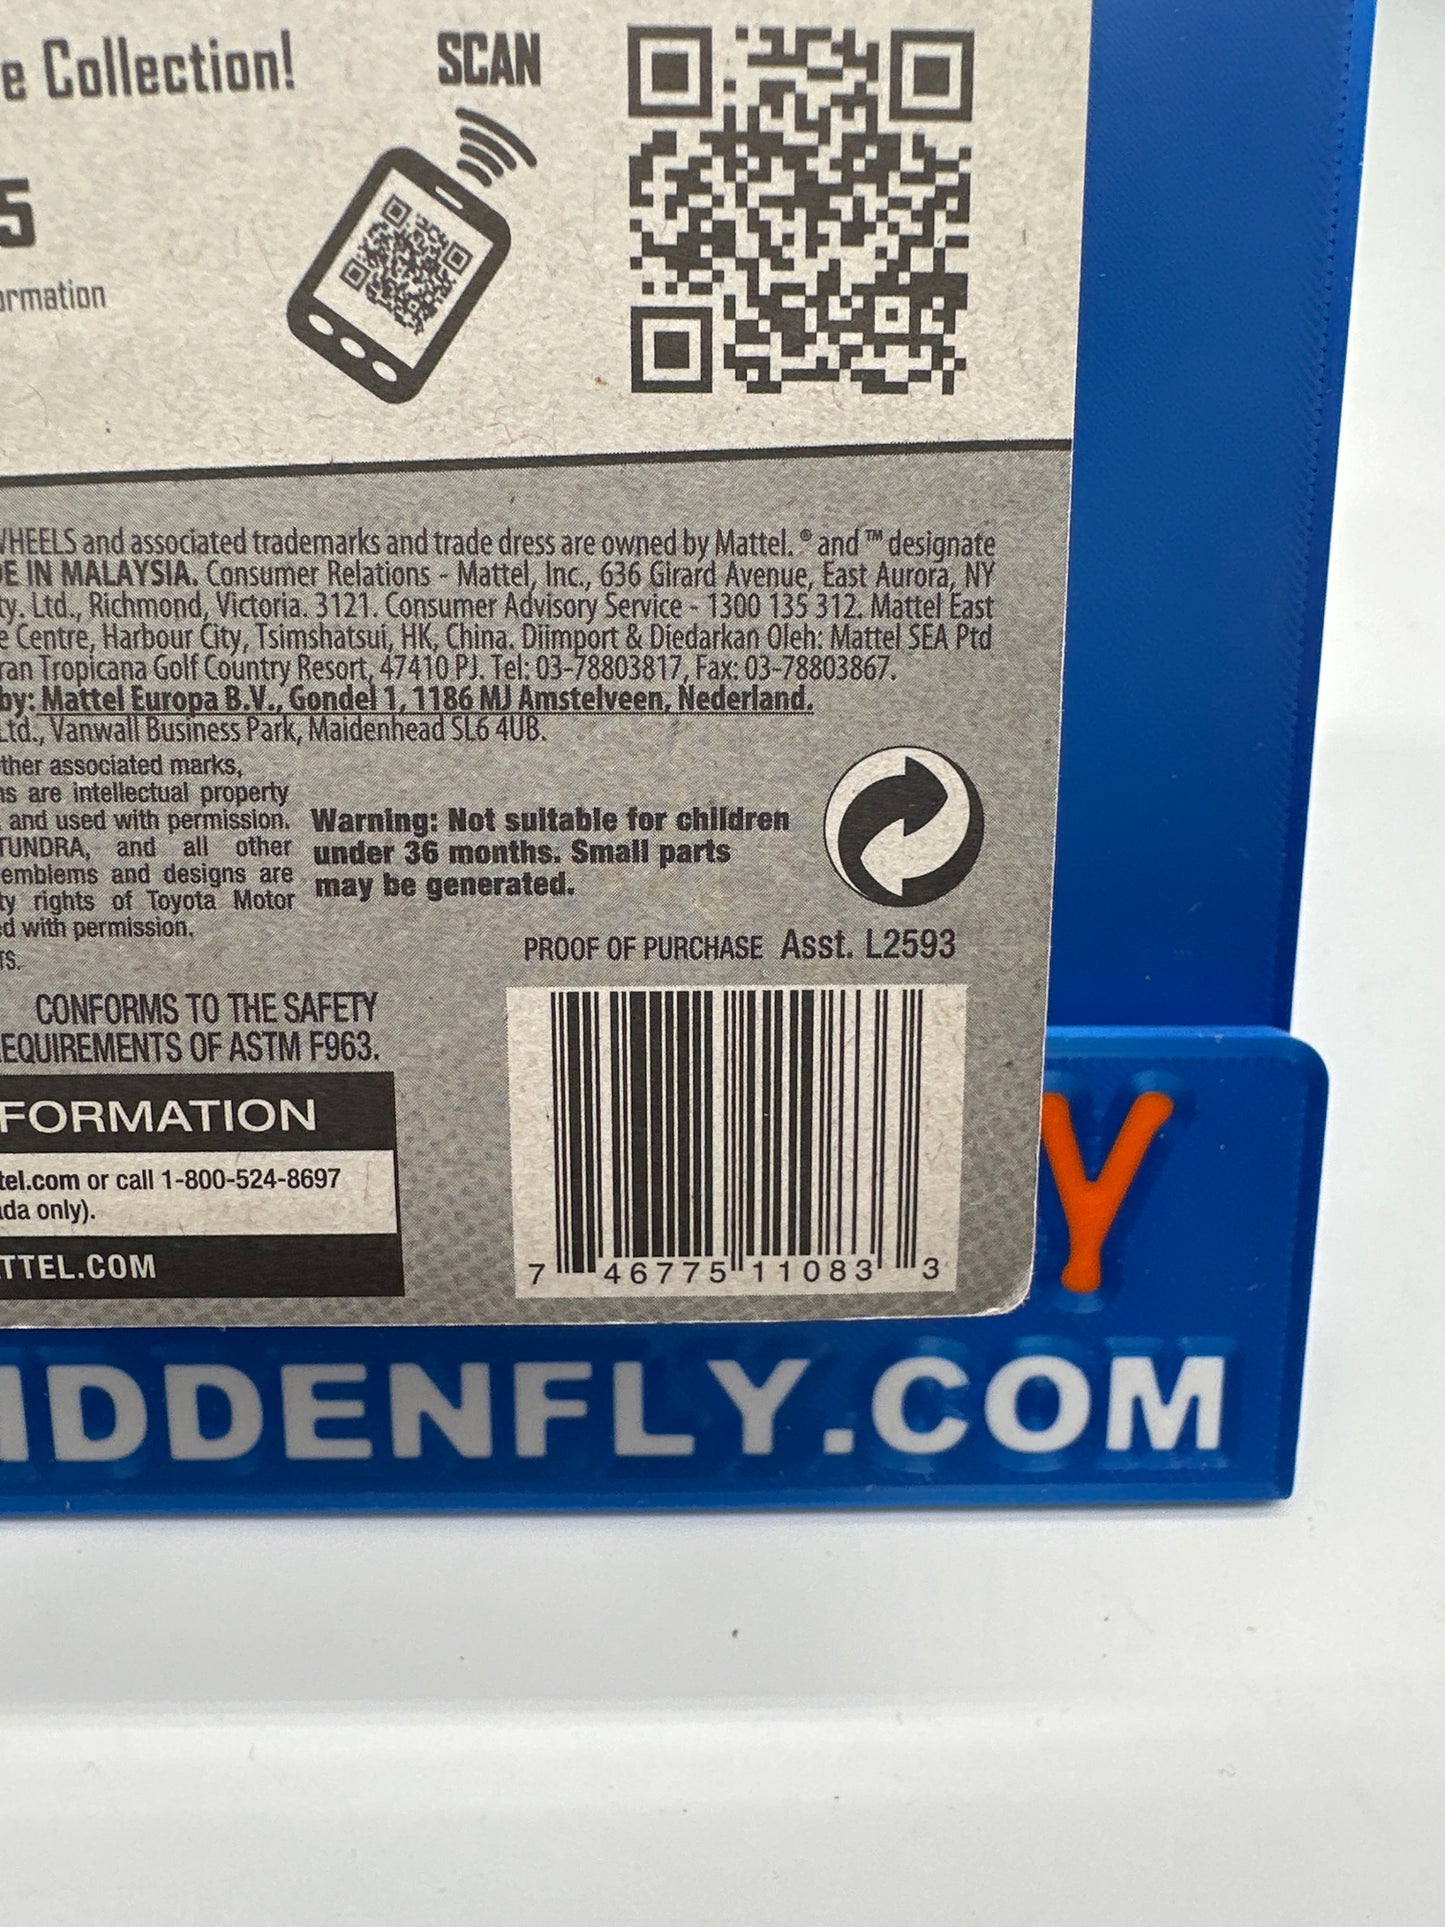 e Collection!
SCAN
5
ormation
WHEELS and associated trademarks and trade dress are owned by Mattel. ® and ™ designate
DE IN MALAYSIA. Consumer Relations - Mattel, Inc., 636 Girard Avenue, East Aurora, NY
ty. Ltd., Richmond, Victoria. 3121. Consumer Advisory Service - 1300 135 312. Mattel East
e Centre, Harbour City, Tsimshatsui, HK, China. Diimport & Diedarkan Oleh: Mattel SEA Ptd
ran Tropicana Golf Country Resort, 47410 PJ. Tel: 03-78803817, Fax: 03-78803867.
by: Mattel Europa B.V., Gondel 1, 1186 MJ Amstelveen, Nederland.
Ltd., Vanwall Business Park, Maidenhead SL6 4UB.
ther associated marks,
ns are intellectual property
. and used with permission.
TUNDRA, and all other
emblems and designs are
ty rights of Toyota Motor
ed with permission.
TS.
Warning: Not suitable for children
under 36 months. Small parts
may be generated.
PROOF OF PURCHASE Asst. L2593
CONFORMS TO THE SAFETY
EQUIREMENTS OF ASTM F963.
FORMATION
tel.com or call 1-800-524-8697
ada only).
TTEL.COM
7 46775 11083 3
Y
IDDENFLY.COM